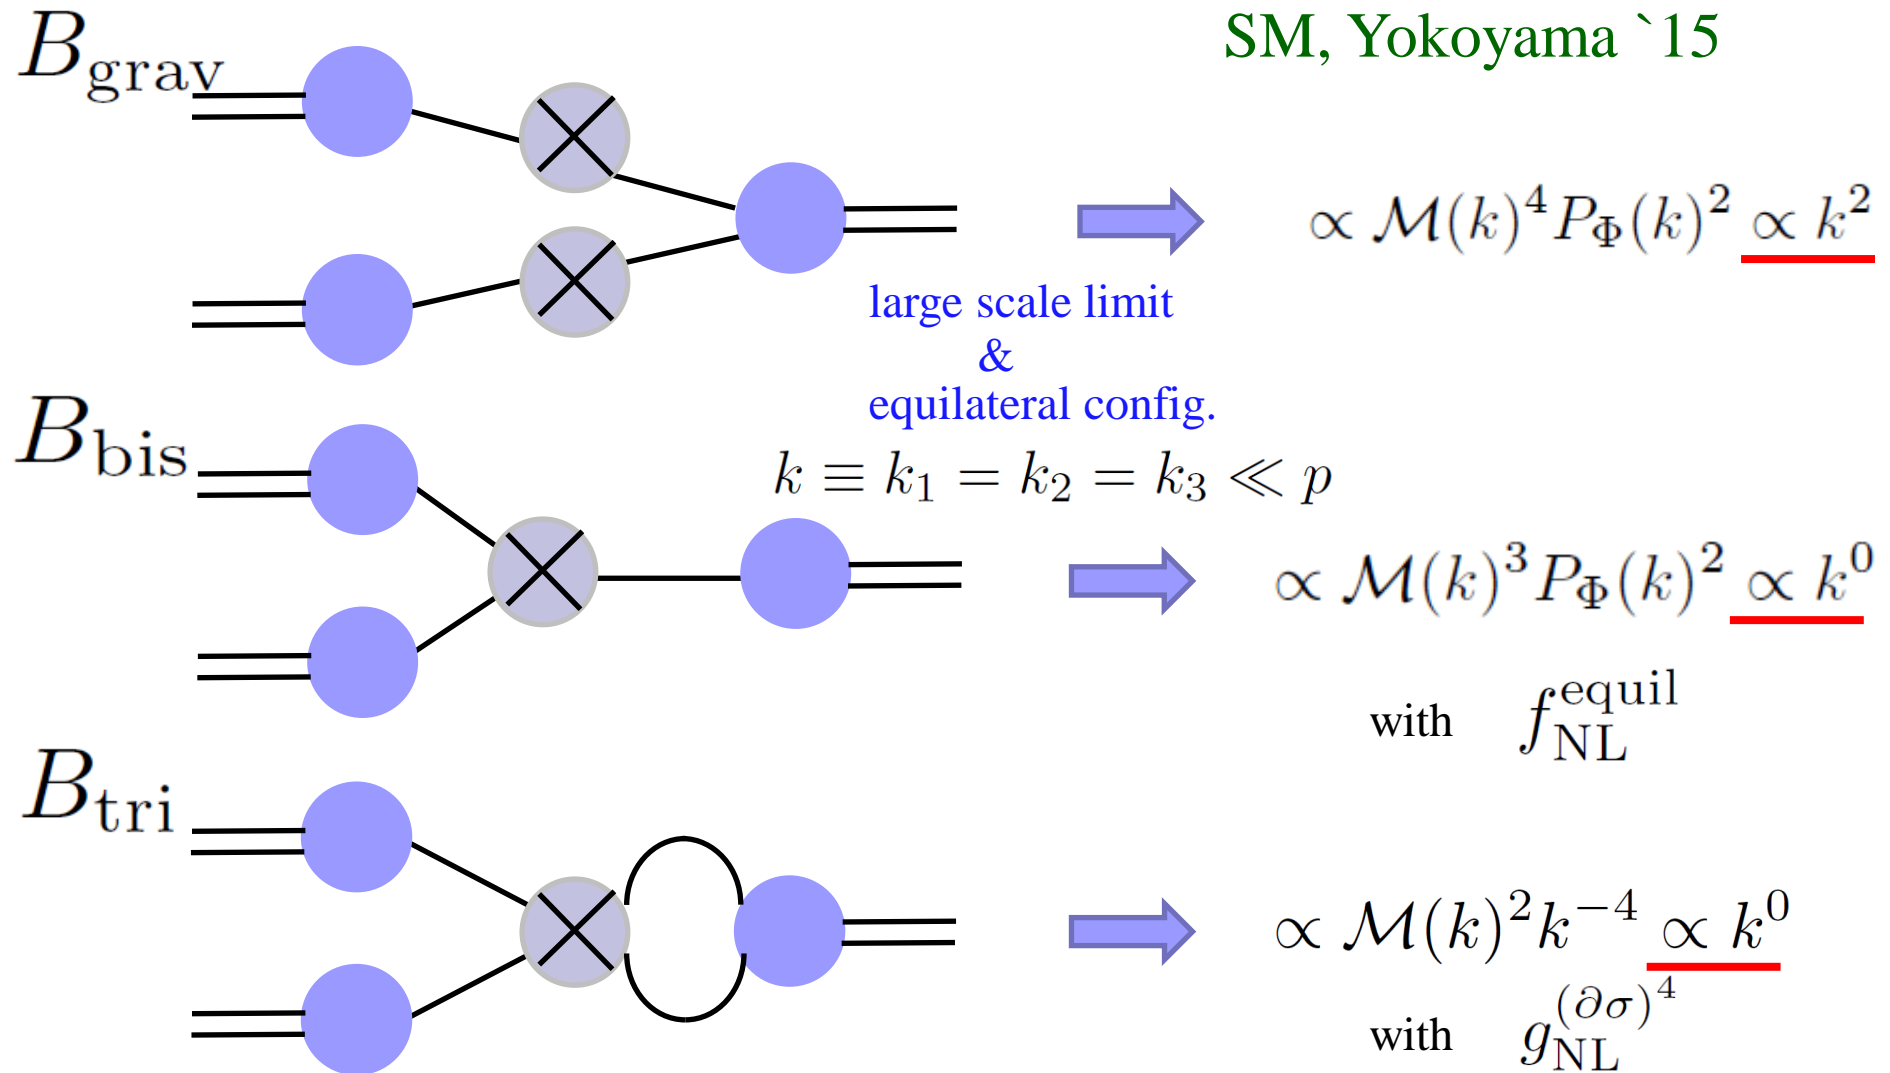 SM, Yokoyama `15
B_grav
∝ M(k)^4 P_Φ(k)^2 ∝ k^2
large scale limit
&
equilateral config.
B_bis
k ≡ k_1 = k_2 = k_3 ≪ p
∝ M(k)^3 P_Φ(k)^2 ∝ k^0
with f_NL^equil
B_tri
∝ M(k)^2 k^{-4} ∝ k^0
with g_NL^{(∂σ)^4}